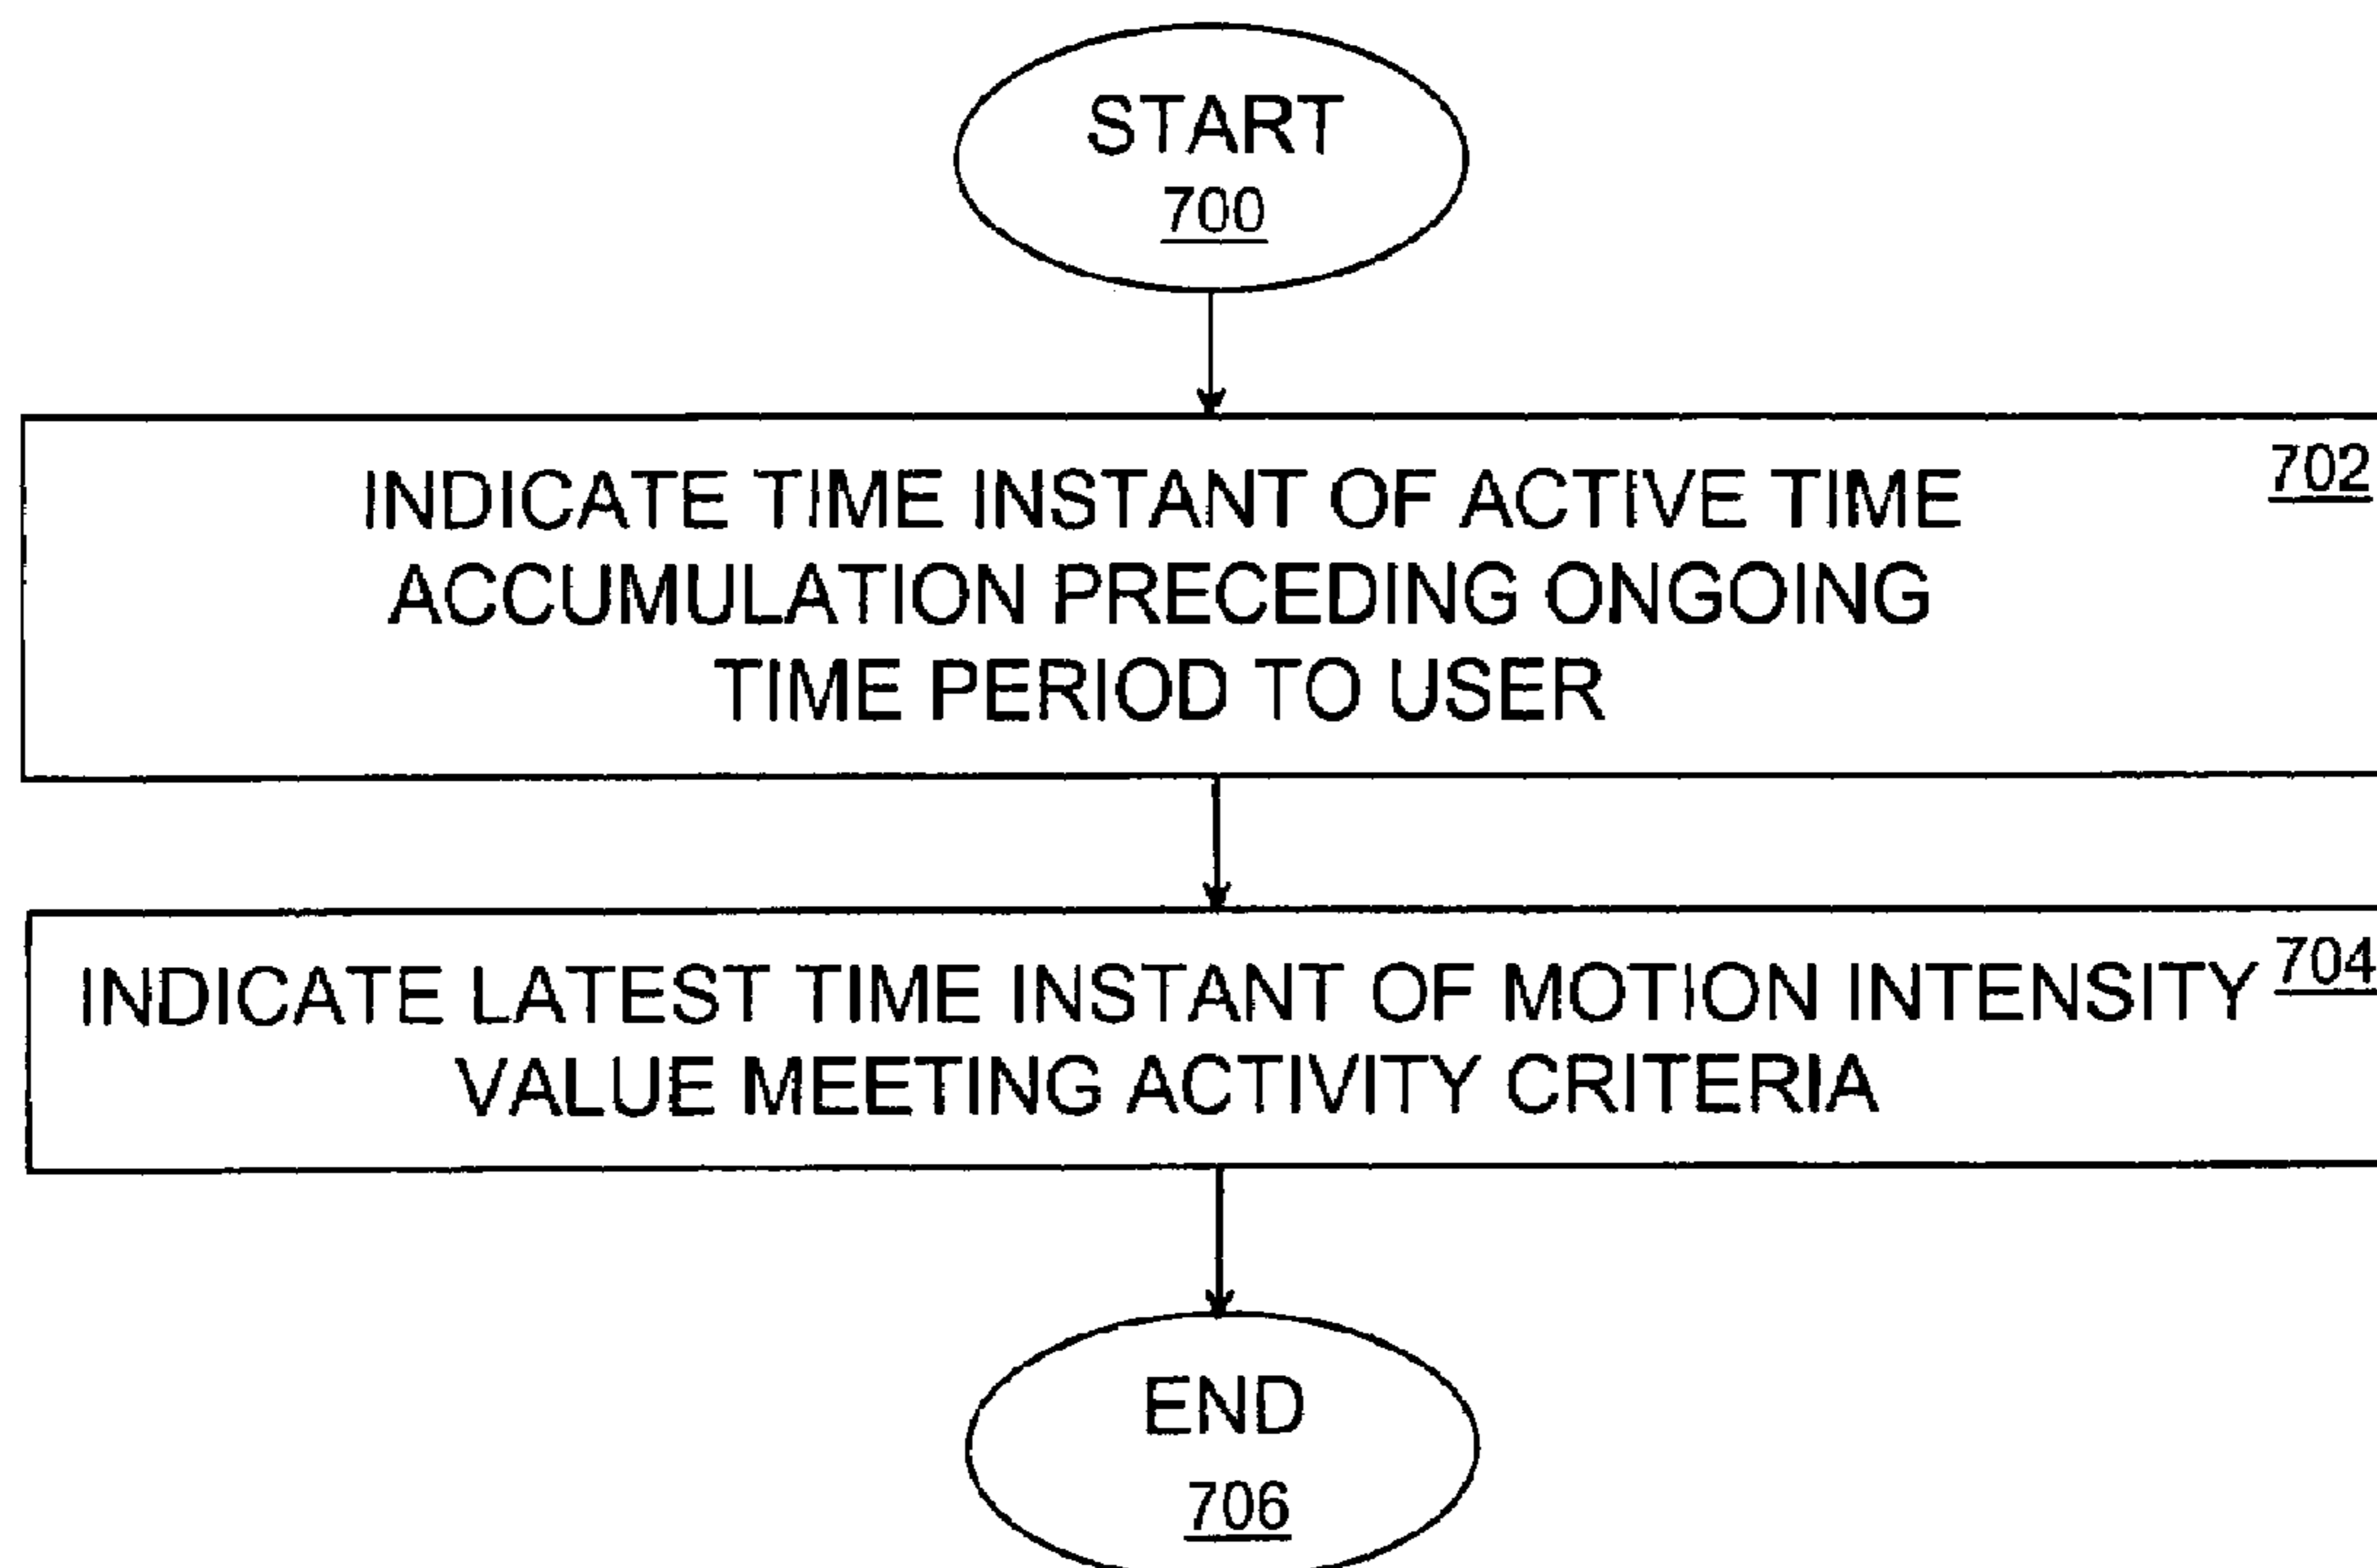 START
700
702
INDICATE TIME INSTANT OF ACTIVE TIME
ACCUMULATION PRECEDING ONGOING
TIME PERIOD TO USER
INDICATE LATEST TIME INSTANT OF MOTION INTENSITY 704
VALUE MEETING ACTIVITY CRITERIA
END
706